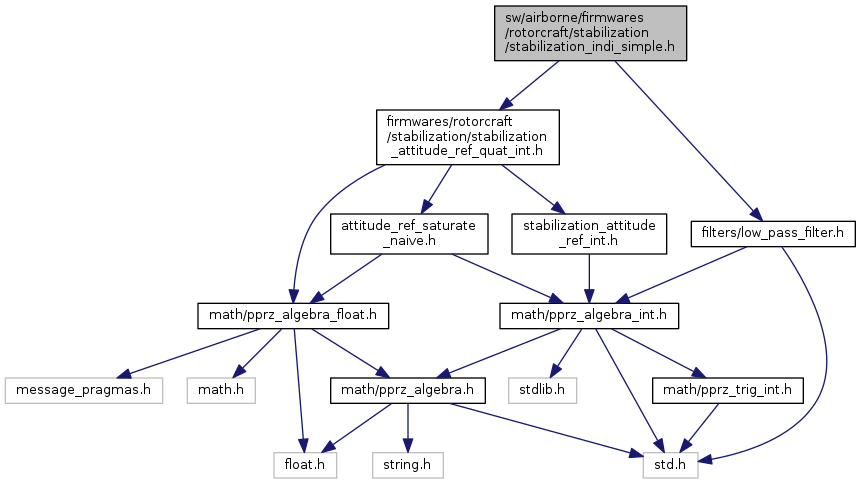 sw/airborne/firmwares
/rotorcraft/stabilization
/stabilization_indi_simple.h
firmwares/rotorcraft
/stabilization/stabilization
_attitude_ref_quat_int.h
attitude_ref_saturate
_naive.h
stabilization_attitude
_ref_int.h
filters/low_pass_filter.h
math/pprz_algebra_float.h
math/pprz_algebra_int.h
message_pragmas.h
math.h
math/pprz_algebra.h
stdlib.h
math/pprz_trig_int.h
float.h
string.h
std.h